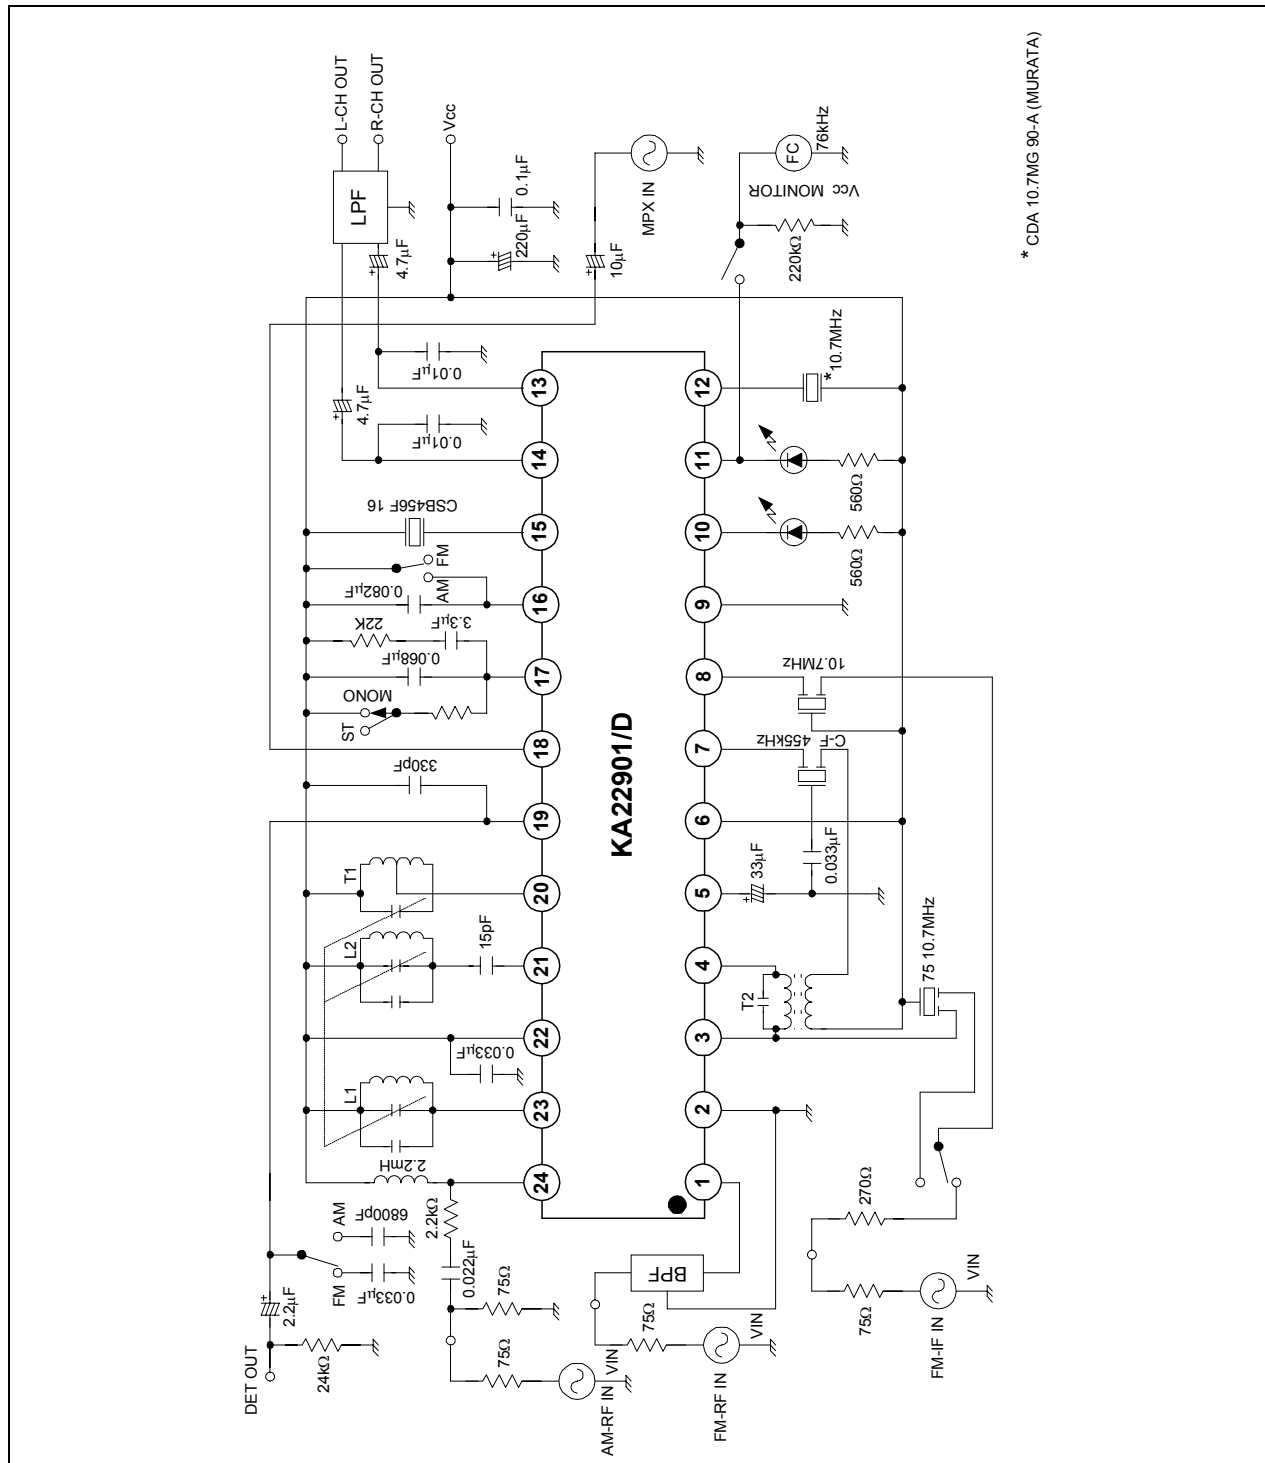 * CDA 10.7MG 90-A (MURATA)
L-CH OUT
R-CH OUT
Vcc
LPF
4.7µF
4.7µF
0.01µF
0.01µF
220µF
0.1µF
10µF
MPX IN
FC
76kHz
Vcc MONITOR
220kΩ
*10.7MHz
560Ω
560Ω
CSB456F 16
FM
AM
0.082µF
22K
3.3µF
0.068µF
MONO
ST
330pF
T1
L2
15pF
0.033µF
L1
2.2mH
13
14
15
16
17
18
19
20
21
22
23
24
KA22901/D
12
11
10
9
8
7
6
5
4
3
2
1
10.7MHz
C-F 455kHz
33µF
0.033µF
T2
75 10.7MHz
2.2kΩ
0.022µF
6800pF
AM
FM
0.033µF
2.2µF
24kΩ
DET OUT
75Ω
75Ω
VIN
AM-RF IN
BPF
75Ω
VIN
FM-RF IN
270Ω
75Ω
VIN
FM-IF IN